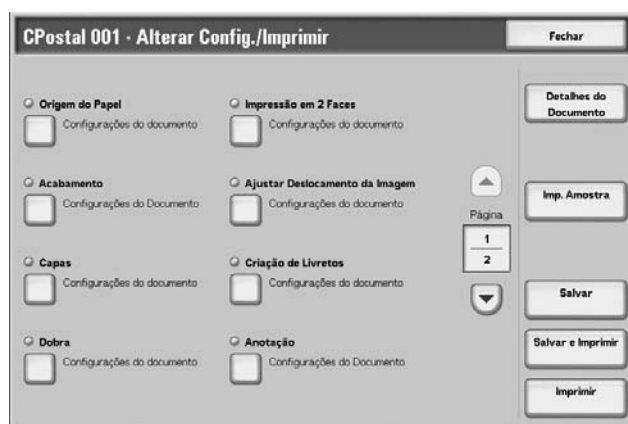 CPostal 001 - Alterar Config./Imprimir
Fechar
Origem do Papel
Configurações do documento
Impressão em 2 Faces
Configurações do documento
Acabamento
Configurações do Documento
Ajustar Deslocamento da Imagem
Configurações do documento
Capas
Configurações do documento
Criação de Livretos
Configurações do documento
Dobra
Configurações do documento
Anotação
Configurações do Documento
Página
1
2
Detalhes do
Documento
Imp. Amostra
Salvar
Salvar e Imprimir
Imprimir